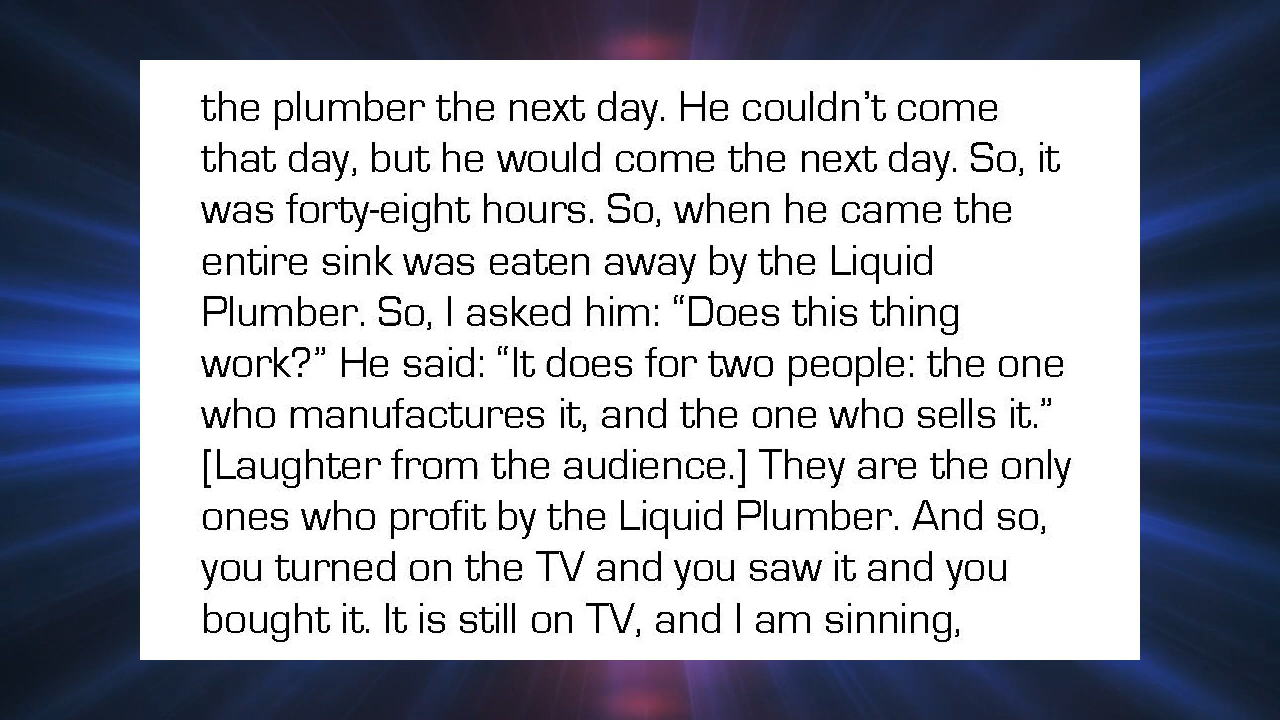 the plumber the next day. He couldn’t come
that day, but he would come the next day. So, it
was forty-eight hours. So, when he came the
entire sink was eaten away by the Liquid
Plumber. So, I asked him: “Does this thing
work?” He said: “It does for two people: the one
who manufactures it, and the one who sells it.”
[Laughter from the audience.] They are the only
ones who profit by the Liquid Plumber. And so,
you turned on the TV and you saw it and you
bought it. It is still on TV, and I am sinning,